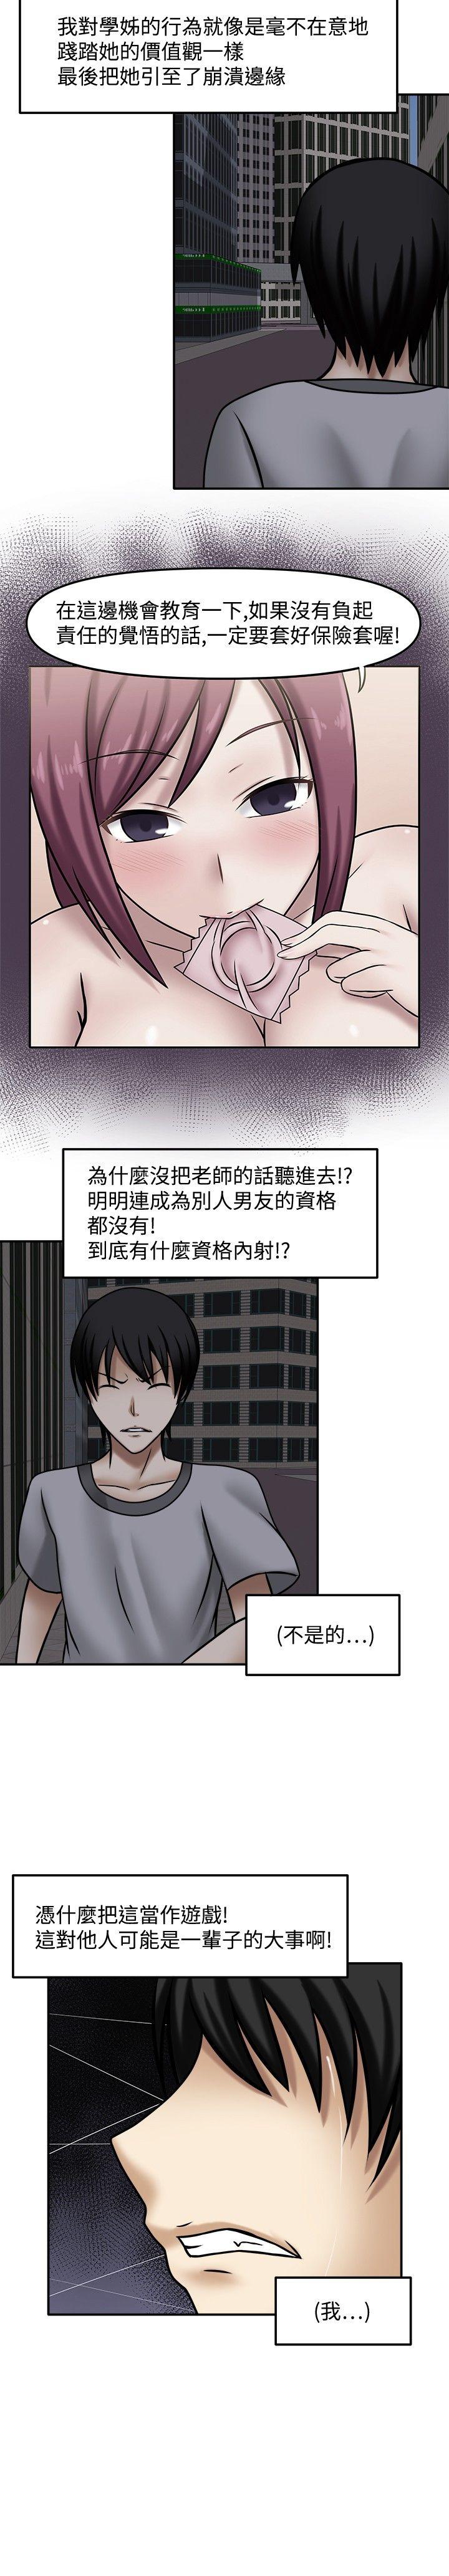 我對學姊的行為就像是毫不在意地
踐踏她的價值觀一樣
最後把她引至了崩潰邊緣
在這邊機會教育一下,如果沒有負起
責任的覺悟的話,一定要套好保險套喔!
為什麼沒把老師的話聽進去!?
明明連成為別人男友的資格
都沒有!
到底有什麼資格內射!?
(不是的...)
憑什麼把這當作遊戲!
這對他人可能是一輩子的大事啊!
(我...)